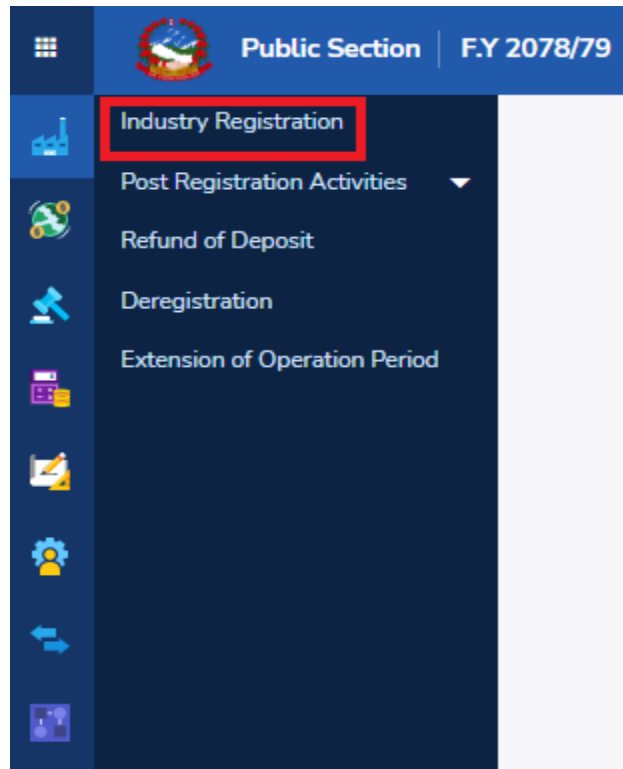 Public Section F.Y 2078/79
Industry Registration
Post Registration Activities
Refund of Deposit
Deregistration
Extension of Operation Period